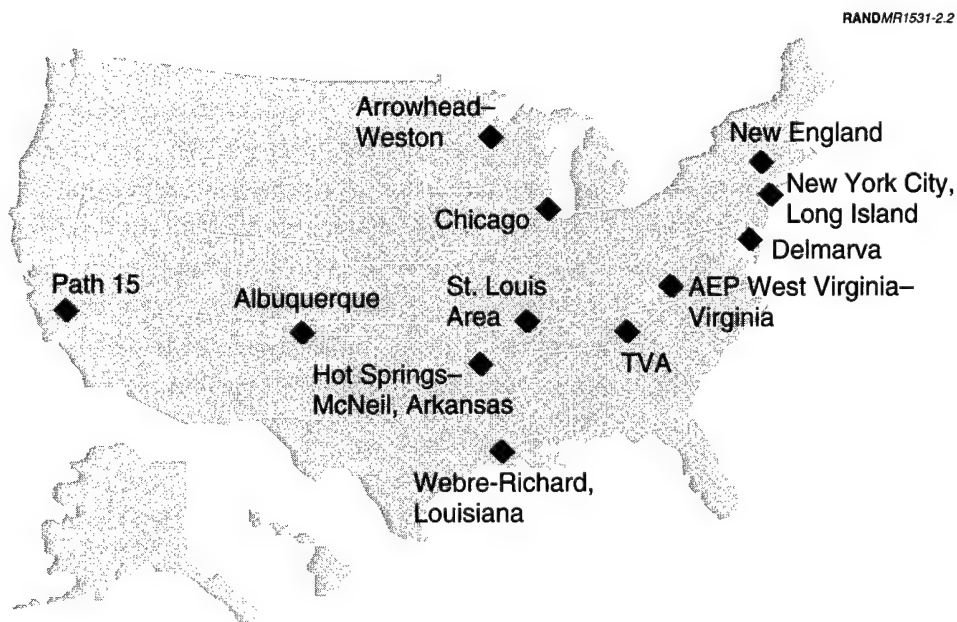 RANDMR1531-2.2
Arrowhead–
Weston
New England
New York City,
Long Island
Chicago
Delmarva
Path 15
Albuquerque
St. Louis
Area
AEP West Virginia–
Virginia
TVA
Hot Springs–
McNeil, Arkansas
Webre-Richard,
Louisiana